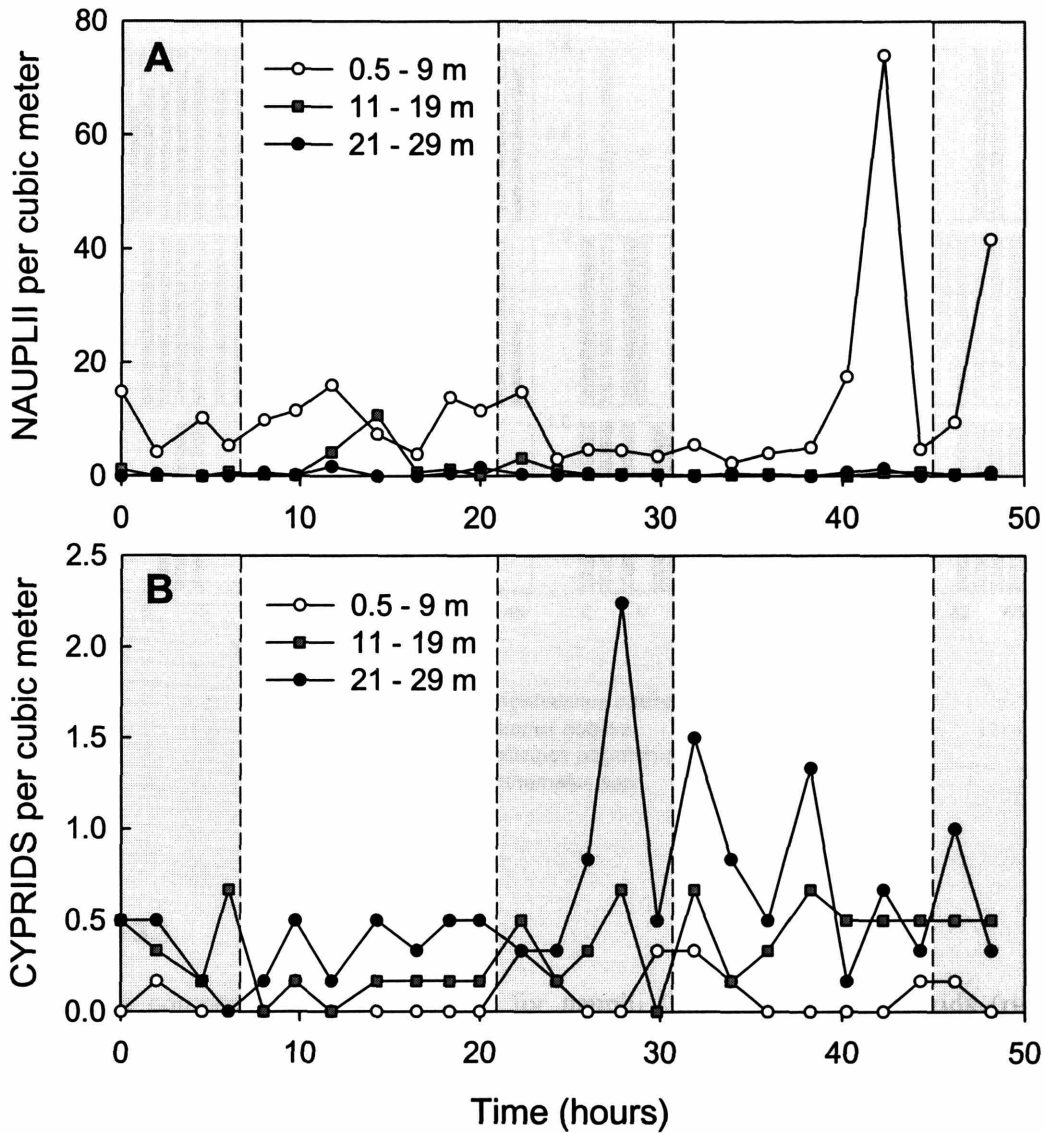 80
60
40
20
0
NAUPLII per cubic meter
A
0.5 - 9 m
11 - 19 m
21 - 29 m
0 10 20 30 40 50
2.5
2.0
1.5
1.0
0.5
0.0
CYPRIDS per cubic meter
B
0.5 - 9 m
11 - 19 m
21 - 29 m
0 10 20 30 40 50
Time (hours)